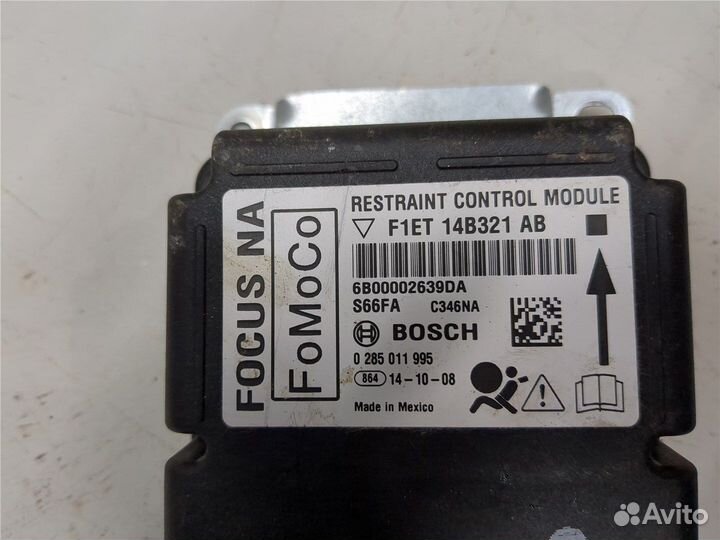 FOCUS NA
FoMoCo
RESTRAINT CONTROL MODULE
F1ET 14B321 AB
6B00002639DA
S66FA C346NA
BOSCH
0 285 011 995
864 14-10-08
Made in Mexico
Avito